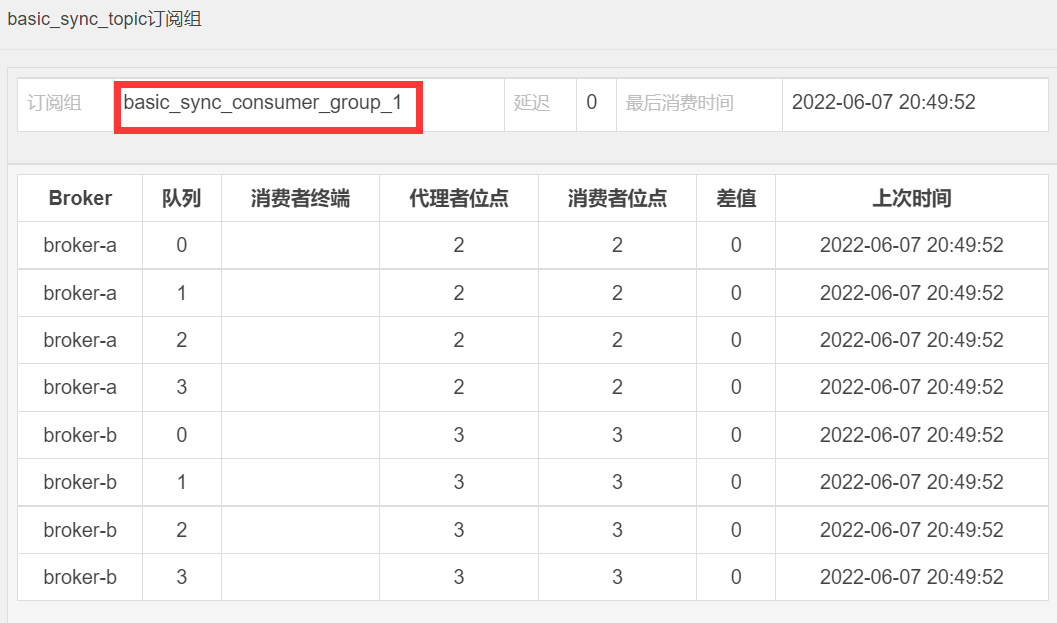 basic_sync_topic订阅组
订阅组 basic_sync_consumer_group_1 延迟 0 最后消费时间 2022-06-07 20:49:52
Broker 队列 消费者终端 代理者位点 消费者位点 差值 上次时间
broker-a 0 2 2 0 2022-06-07 20:49:52
broker-a 1 2 2 0 2022-06-07 20:49:52
broker-a 2 2 2 0 2022-06-07 20:49:52
broker-a 3 2 2 0 2022-06-07 20:49:52
broker-b 0 3 3 0 2022-06-07 20:49:52
broker-b 1 3 3 0 2022-06-07 20:49:52
broker-b 2 3 3 0 2022-06-07 20:49:52
broker-b 3 3 3 0 2022-06-07 20:49:52